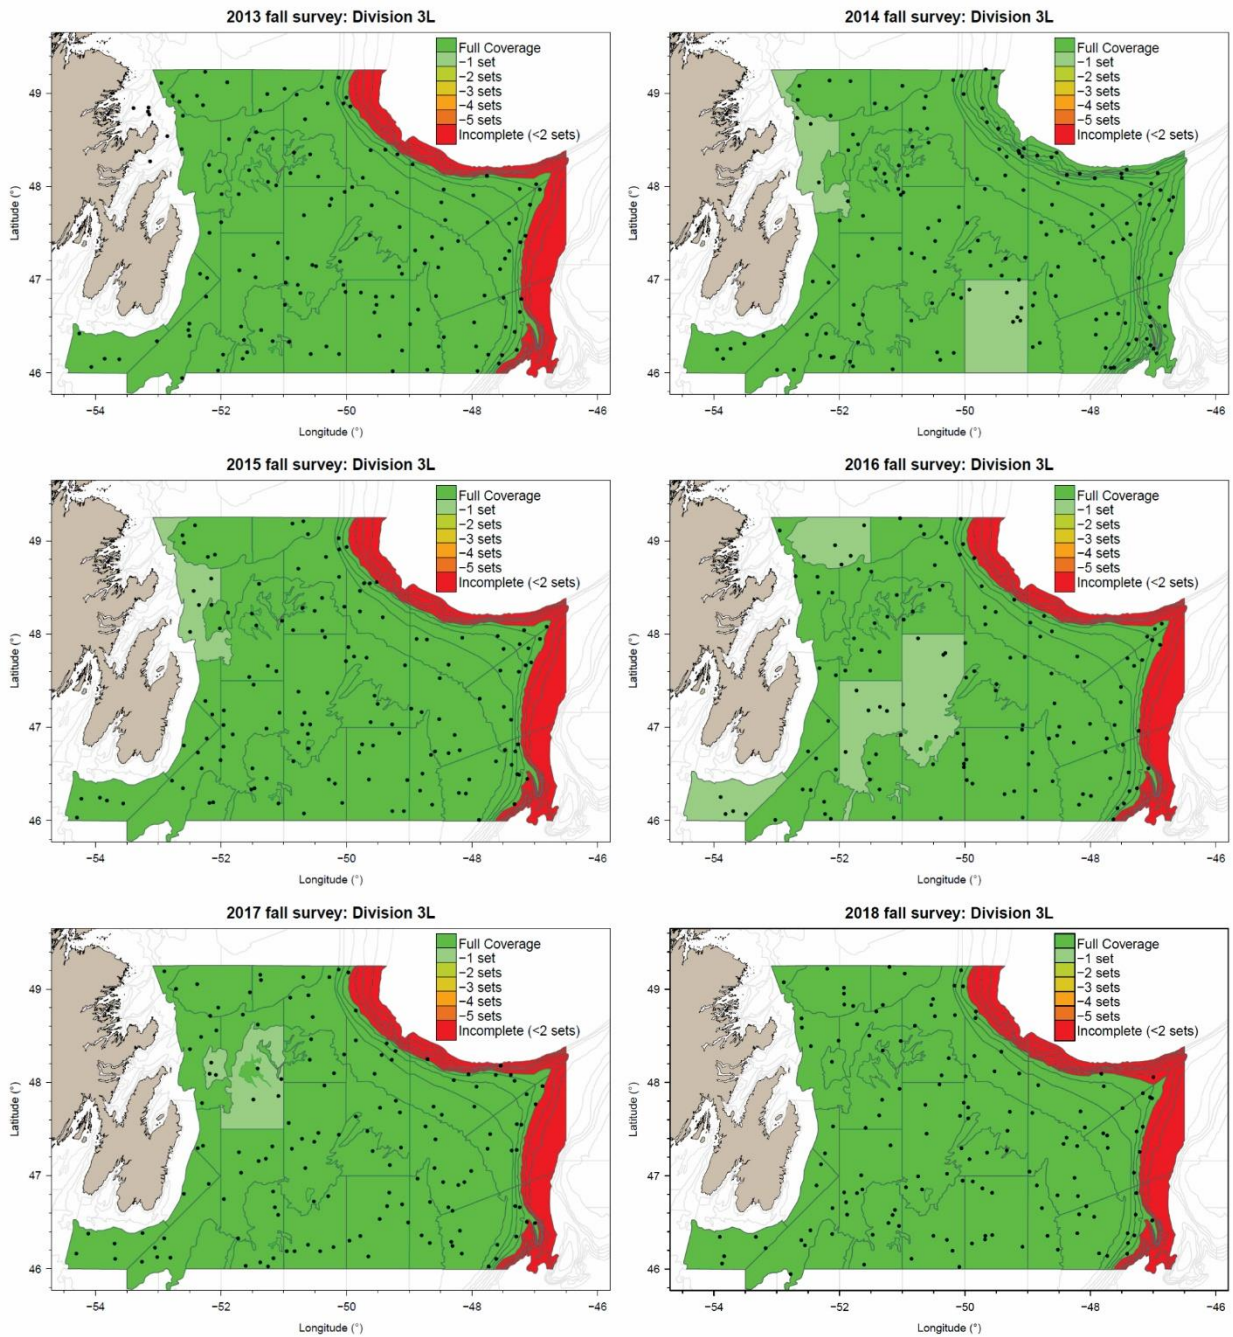 2013 fall survey: Division 3L
Full Coverage
−1 set
−2 sets
−3 sets
−4 sets
−5 sets
Incomplete (<2 sets)
Latitude (°)
49
48
47
46
−54
−52
−50
−48
−46
Longitude (°)
2014 fall survey: Division 3L
Full Coverage
−1 set
−2 sets
−3 sets
−4 sets
−5 sets
Incomplete (<2 sets)
Latitude (°)
49
48
47
46
−54
−52
−50
−48
−46
Longitude (°)
2015 fall survey: Division 3L
Full Coverage
−1 set
−2 sets
−3 sets
−4 sets
−5 sets
Incomplete (<2 sets)
Latitude (°)
49
48
47
46
−54
−52
−50
−48
−46
Longitude (°)
2016 fall survey: Division 3L
Full Coverage
−1 set
−2 sets
−3 sets
−4 sets
−5 sets
Incomplete (<2 sets)
Latitude (°)
49
48
47
46
−54
−52
−50
−48
−46
Longitude (°)
2017 fall survey: Division 3L
Full Coverage
−1 set
−2 sets
−3 sets
−4 sets
−5 sets
Incomplete (<2 sets)
Latitude (°)
49
48
47
46
−54
−52
−50
−48
−46
Longitude (°)
2018 fall survey: Division 3L
Full Coverage
−1 set
−2 sets
−3 sets
−4 sets
−5 sets
Incomplete (<2 sets)
Latitude (°)
49
48
47
46
−54
−52
−50
−48
−46
Longitude (°)